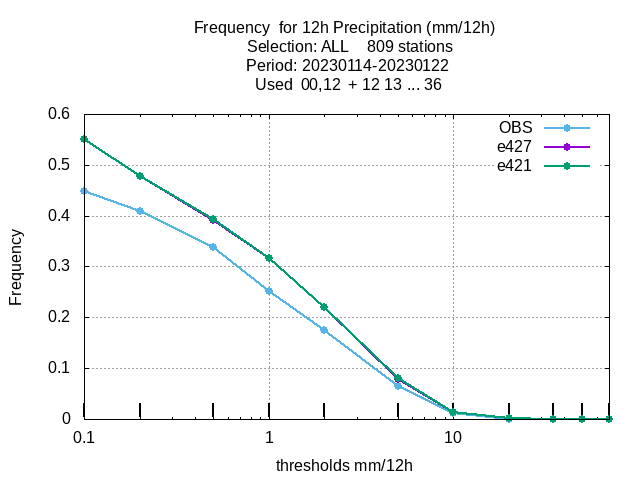 Frequency  for 12h Precipitation (mm/12h)
Selection: ALL    809 stations
Period: 20230114-20230122
Used  00,12  + 12 13 ... 36
OBS
e427
e421
0.6
0.5
0.4
0.3
0.2
0.1
0
Frequency
0.1 1 10
thresholds mm/12h